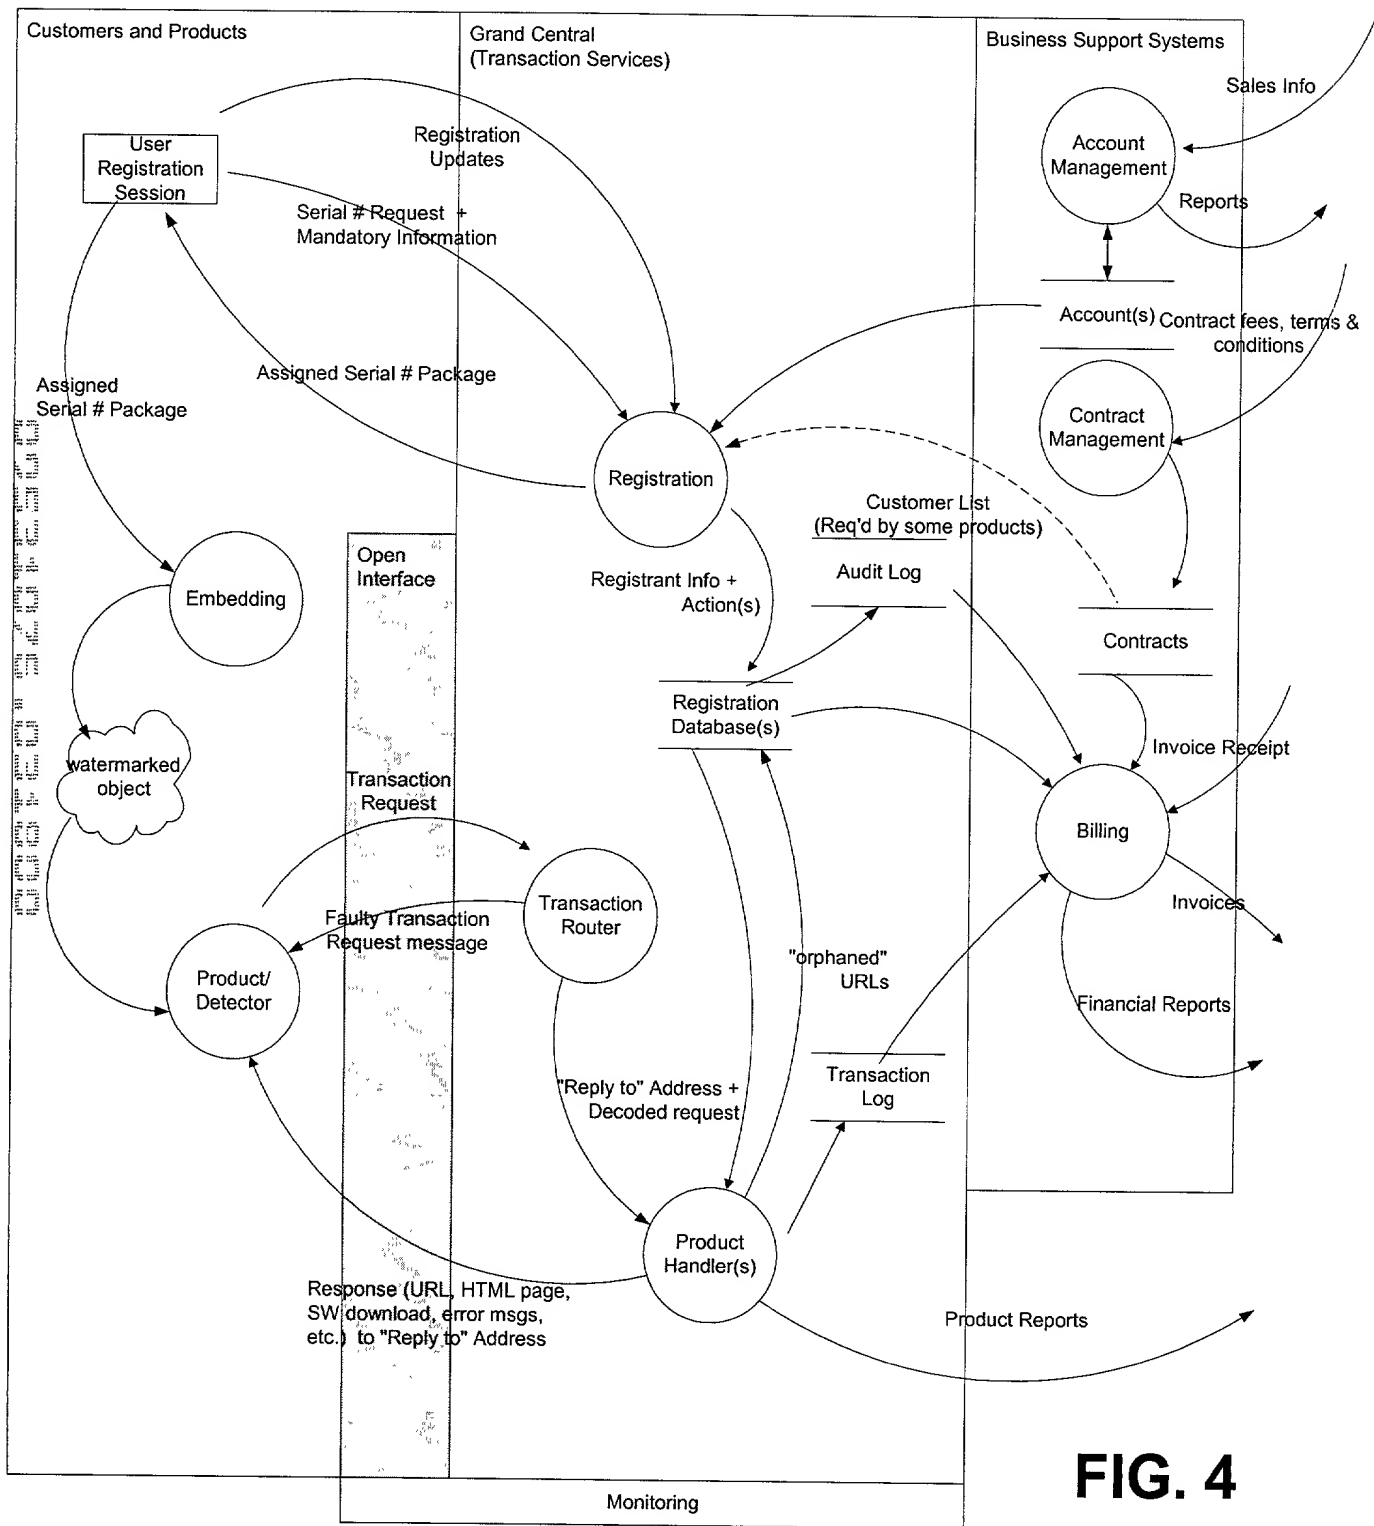 Customers and Products
Grand Central
(Transaction Services)
Business Support Systems
Sales Info
User
Registration
Session
Registration
Updates
Account
Management
Reports
Serial # Request +
Mandatory Information
Account(s)
Contract fees, terms &
conditions
Assigned Serial # Package
Assigned
Serial # Package
Contract
Management
Registration
Customer List
(Req'd by some products)
Open
Interface
Audit Log
Registrant Info +
Action(s)
Embedding
Contracts
Registration
Database(s)
Invoice Receipt
watermarked
object
Transaction
Request
Billing
Transaction
Router
Invoices
Faulty Transaction
Request message
Product/
Detector
"orphaned"
URLs
Financial Reports
Transaction
Log
"Reply to" Address +
Decoded request
Product
Handler(s)
Response (URL, HTML page,
SW download, error msgs,
etc.) to "Reply to" Address
Product Reports
FIG. 4
Monitoring